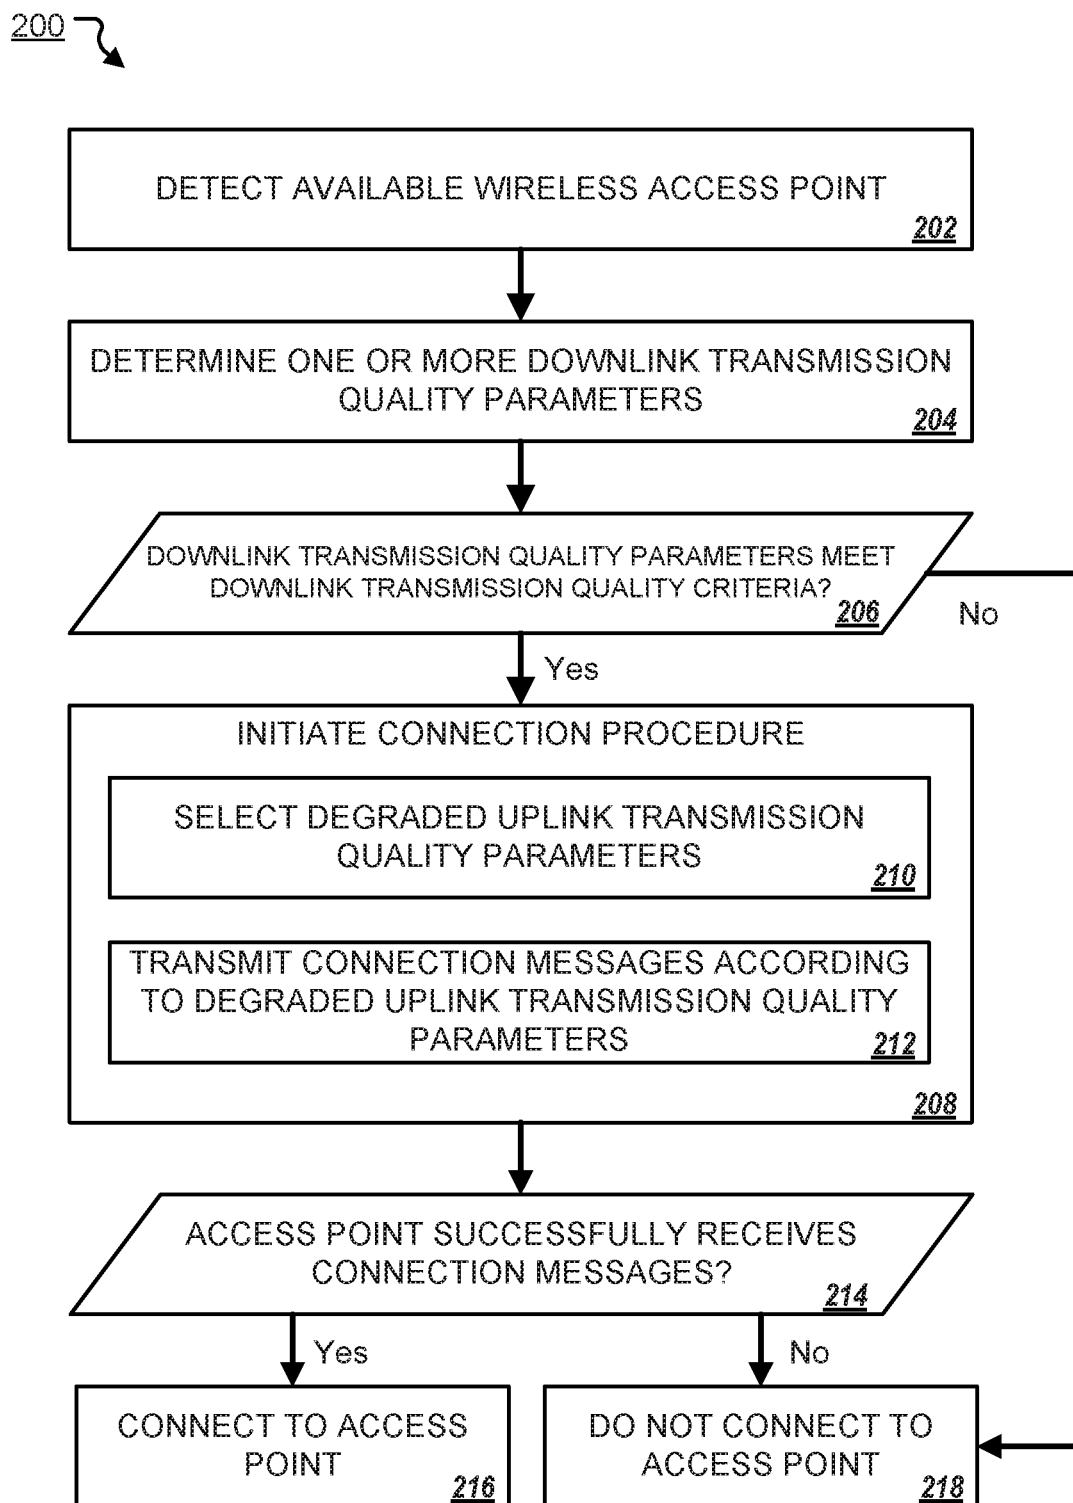 200
DETECT AVAILABLE WIRELESS ACCESS POINT
202
DETERMINE ONE OR MORE DOWNLINK TRANSMISSION
QUALITY PARAMETERS
204
DOWNLINK TRANSMISSION QUALITY PARAMETERS MEET
DOWNLINK TRANSMISSION QUALITY CRITERIA?
206
No
Yes
INITIATE CONNECTION PROCEDURE
SELECT DEGRADED UPLINK TRANSMISSION
QUALITY PARAMETERS
210
TRANSMIT CONNECTION MESSAGES ACCORDING
TO DEGRADED UPLINK TRANSMISSION QUALITY
PARAMETERS
212
208
ACCESS POINT SUCCESSFULLY RECEIVES
CONNECTION MESSAGES?
214
Yes
No
CONNECT TO ACCESS
POINT
216
DO NOT CONNECT TO
ACCESS POINT
218